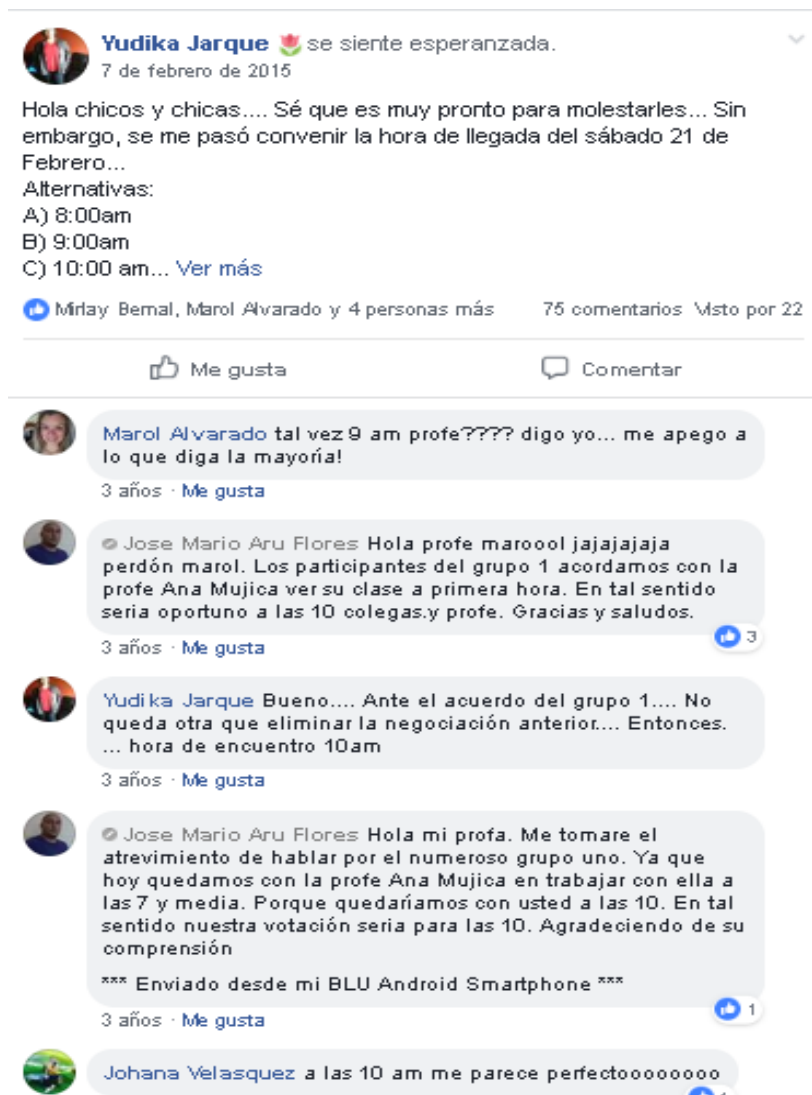 Yudika Jarque 🌷 se siente esperanzada.
7 de febrero de 2015
Hola chicos y chicas.... Sé que es muy pronto para molestarles... Sin
embargo, se me pasó convenir la hora de llegada del sábado 21 de
Febrero...
Alternativas:
A) 8:00am
B) 9:00am
C) 10:00 am... Ver más
Mirlay Bernal, Marol Alvarado y 4 personas más 75 comentarios Visto por 22
Me gusta Comentar
Marol Alvarado tal vez 9 am profe???? digo yo... me apego a
lo que diga la mayoría!
3 años · Me gusta
Jose Mario Aru Flores Hola profe maroool jajajajaja
perdón marol. Los participantes del grupo 1 acordamos con la
profe Ana Mujica ver su clase a primera hora. En tal sentido
seria oportuno a las 10 colegas.y profe. Gracias y saludos.
3
3 años · Me gusta
Yudika Jarque Bueno.... Ante el acuerdo del grupo 1.... No
queda otra que eliminar la negociación anterior.... Entonces.
... hora de encuentro 10am
3 años · Me gusta
Jose Mario Aru Flores Hola mi profa. Me tomare el
atrevimiento de hablar por el numeroso grupo uno. Ya que
hoy quedamos con la profe Ana Mujica en trabajar con ella a
las 7 y media. Porque quedaríamos con usted a las 10. En tal
sentido nuestra votación seria para las 10. Agradeciendo de su
comprensión
*** Enviado desde mi BLU Android Smartphone ***
1
3 años · Me gusta
Johana Velasquez a las 10 am me parece perfectoooooooo
1